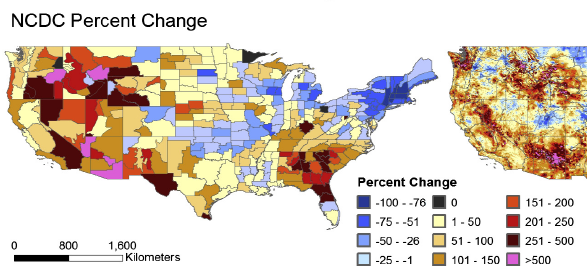 NCDC Percent Change
Percent Change
-100 - -76
0
151 - 200
-75 - -51
1 - 50
201 - 250
-50 - -26
51 - 100
251 - 500
-25 - -1
101 - 150
>500
0 800 1,600
Kilometers